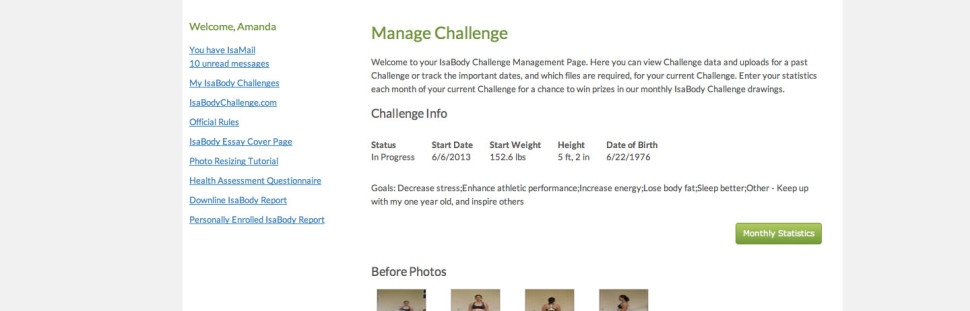 Welcome, Amanda
You have IsaMail
10 unread messages
My IsaBody Challenges
IsaBodyChallenge.com
Official Rules
IsaBody Essay Cover Page
Photo Resizing Tutorial
Health Assessment Questionnaire
Downline IsaBody Report
Personally Enrolled IsaBody Report
Manage Challenge
Welcome to your IsaBody Challenge Management Page. Here you can view Challenge data and uploads for a past
Challenge or track the important dates, and which files are required, for your current Challenge. Enter your statistics
each month of your current Challenge for a chance to win prizes in our monthly IsaBody Challenge drawings.
Challenge Info
Status Start Date Start Weight Height Date of Birth
In Progress 6/6/2013 152.6 lbs 5 ft, 2 in 6/22/1976
Goals: Decrease stress;Enhance athletic performance;Increase energy;Lose body fat;Sleep better;Other - Keep up
with my one year old, and inspire others
Monthly Statistics
Before Photos